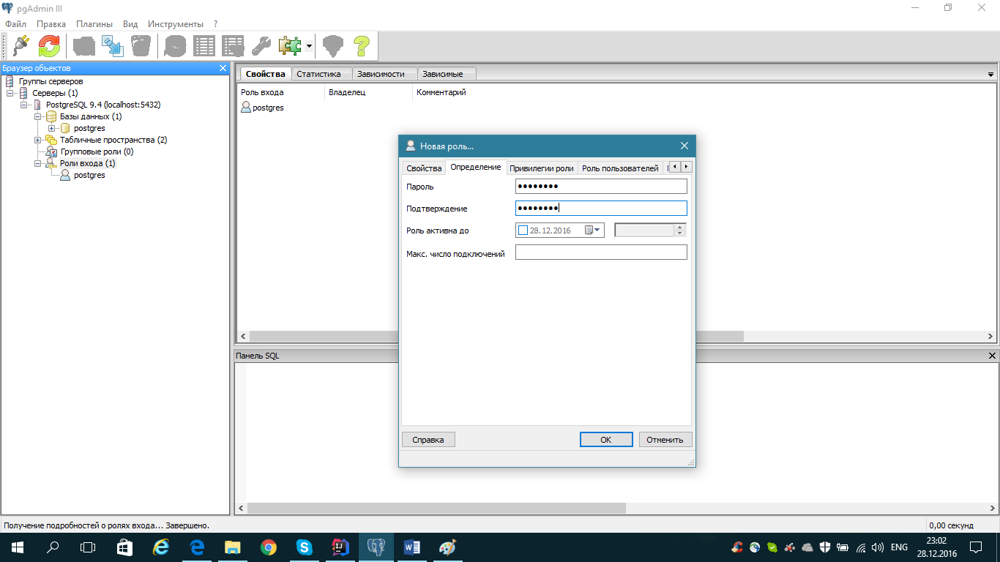 pgAdmin III
Файл Правка Плагины Вид Инструменты ?
Браузер объектов
Группы серверов
Серверы (1)
PostgreSQL 9.4 (localhost:5432)
Базы данных (1)
postgres
Табличные пространства (2)
Групповые роли (0)
Роли входа (1)
postgres
Свойства Статистика Зависимости Зависимые
Роль входа Владелец Комментарий
postgres
Новая роль...
Свойства Определение Привилегии роли Роль пользователей
Пароль
Подтверждение
Роль активна до 28.12.2016
Макс. число подключений
Справка OK Отменить
Панель SQL
Получение подробностей о ролях входа... Завершено. 0,00 секунд
ENG 23:02
28.12.2016